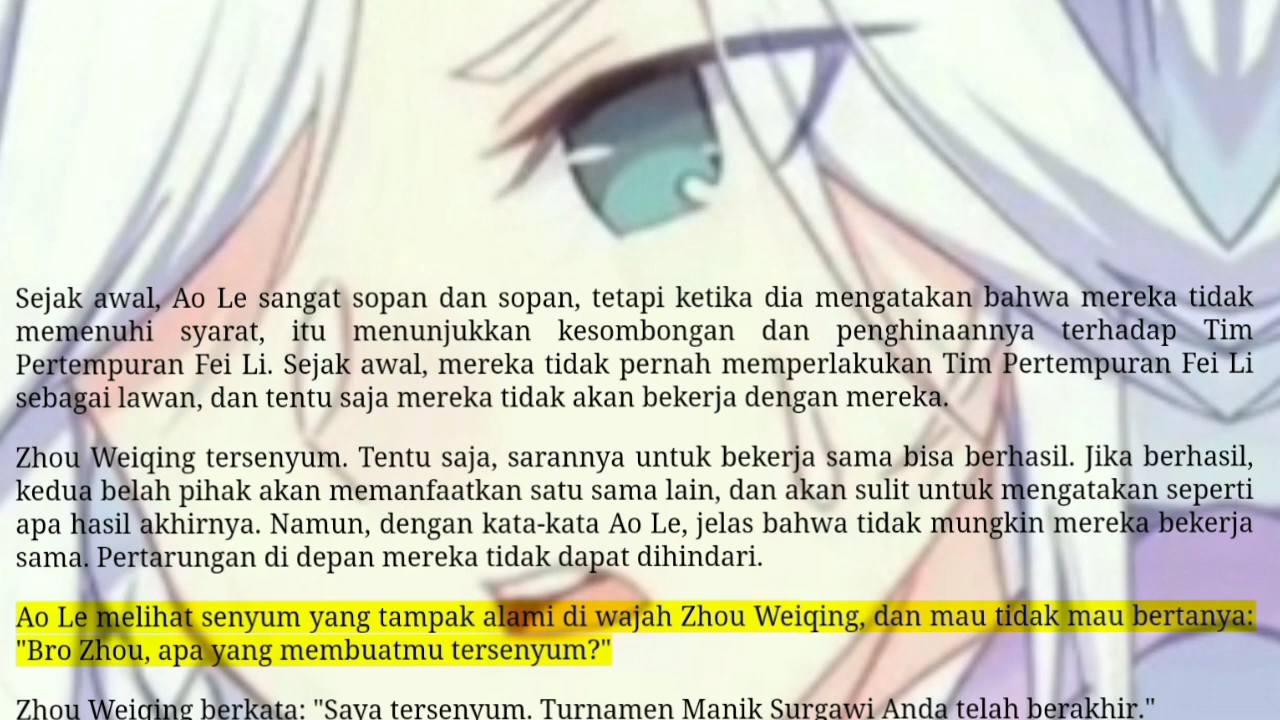 Sejak awal, Ao Le sangat sopan dan sopan, tetapi ketika dia mengatakan bahwa mereka tidak
memenuhi syarat, itu menunjukkan kesombongan dan penghinaannya terhadap Tim
Pertempuran Fei Li. Sejak awal, mereka tidak pernah memperlakukan Tim Pertempuran Fei Li
sebagai lawan, dan tentu saja mereka tidak akan bekerja dengan mereka.
Zhou Weiqing tersenyum. Tentu saja, sarannya untuk bekerja sama bisa berhasil. Jika berhasil,
kedua belah pihak akan memanfaatkan satu sama lain, dan akan sulit untuk mengatakan seperti
apa hasil akhirnya. Namun, dengan kata-kata Ao Le, jelas bahwa tidak mungkin mereka bekerja
sama. Pertarungan di depan mereka tidak dapat dihindari.
Ao Le melihat senyum yang tampak alami di wajah Zhou Weiqing, dan mau tidak mau bertanya:
"Bro Zhou, apa yang membuatmu tersenyum?"
Zhou Weiqing berkata: "Saya tersenyum. Turnamen Manik Surgawi Anda telah berakhir."